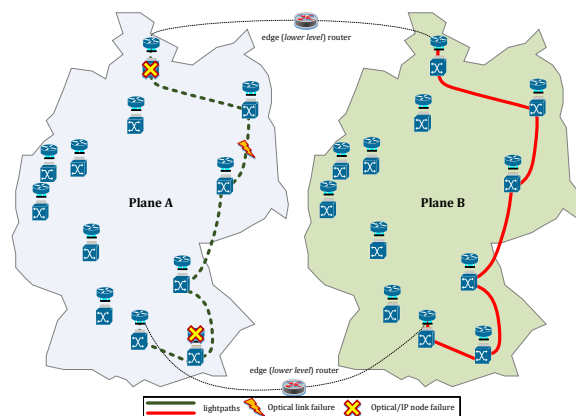 edge (lower level) router
Plane A
Plane B
edge (lower level) router
lightpaths
Optical link failure
Optical/IP node failure